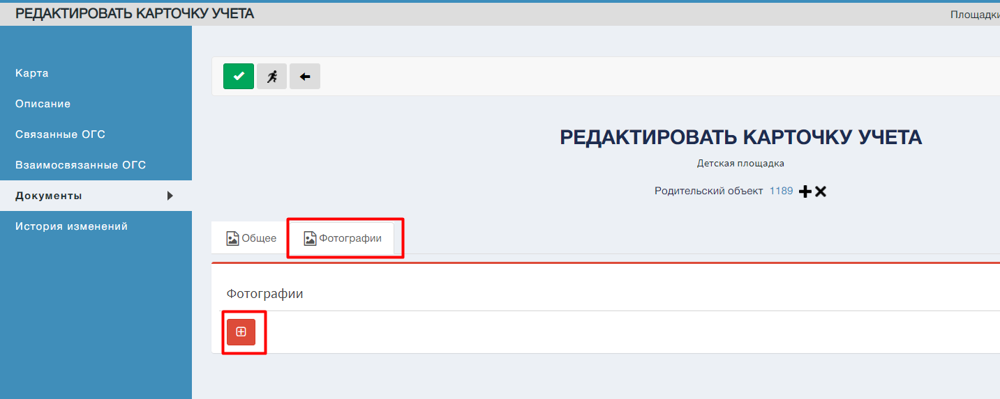 РЕДАКТИРОВАТЬ КАРТОЧКУ УЧЕТА
Площадки
Карта
Описание
Связанные ОГС
Взаимосвязанные ОГС
Документы
История изменений
РЕДАКТИРОВАТЬ КАРТОЧКУ УЧЕТА
Детская площадка
Родительский объект 1189
Общее
Фотографии
Фотографии